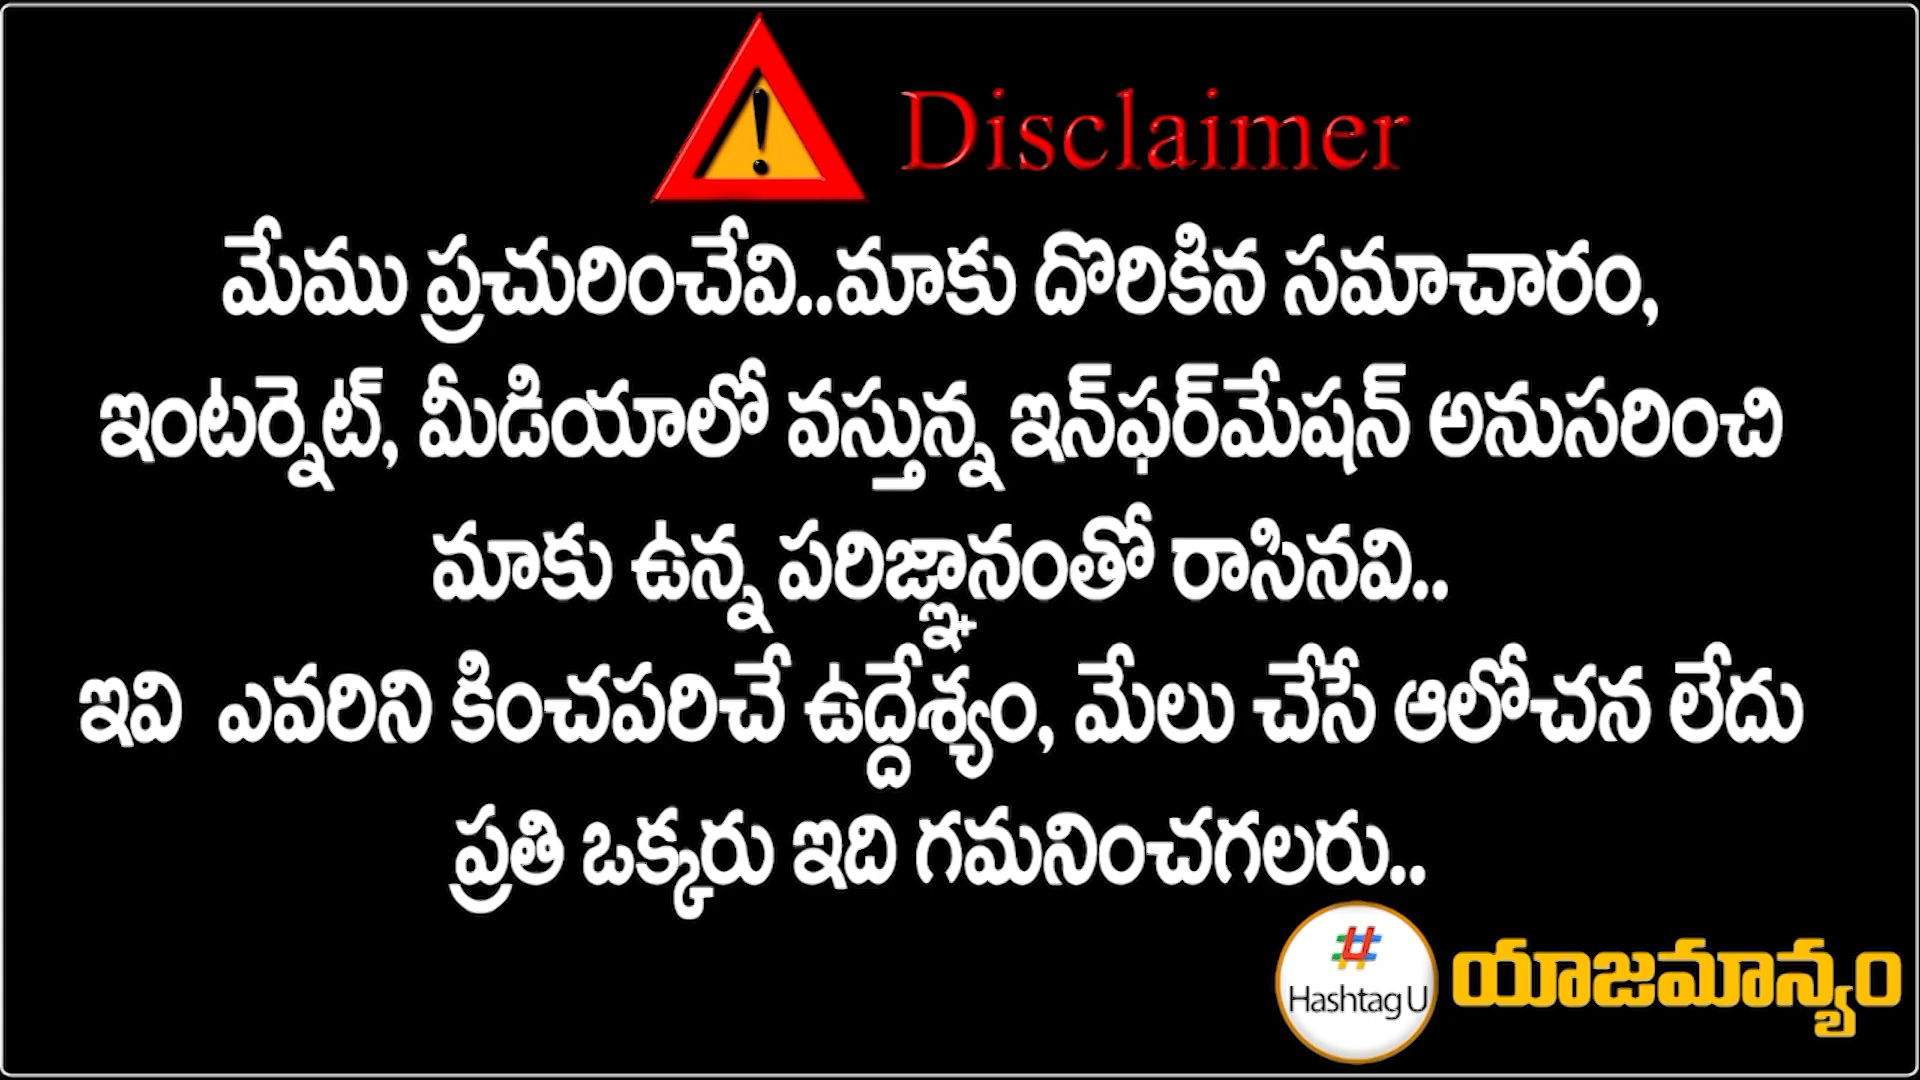 Disclaimer
మేము ప్రచురించేవి..మాకు దొరికిన సమాచారం,
ఇంటర్నెట్, మీడియాలో వస్తున్న ఇన్‌ఫర్‌మేషన్ అనుసరించి
మాకు ఉన్న పరిజ్ఞానంతో రాసినవి..
ఇవి ఎవరిని కించపరిచే ఉద్దేశ్యం, మేలు చేసే ఆలోచన లేదు
ప్రతి ఒక్కరు ఇది గమనించగలరు..
Hashtag U
యాజమాన్యం